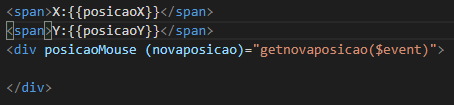 <span>X:{{posicaoX}}</span>
<span>Y:{{posicaoY}}</span>
<div posicaoMouse (novaposicao)="getnovaposicao($event)">
</div>